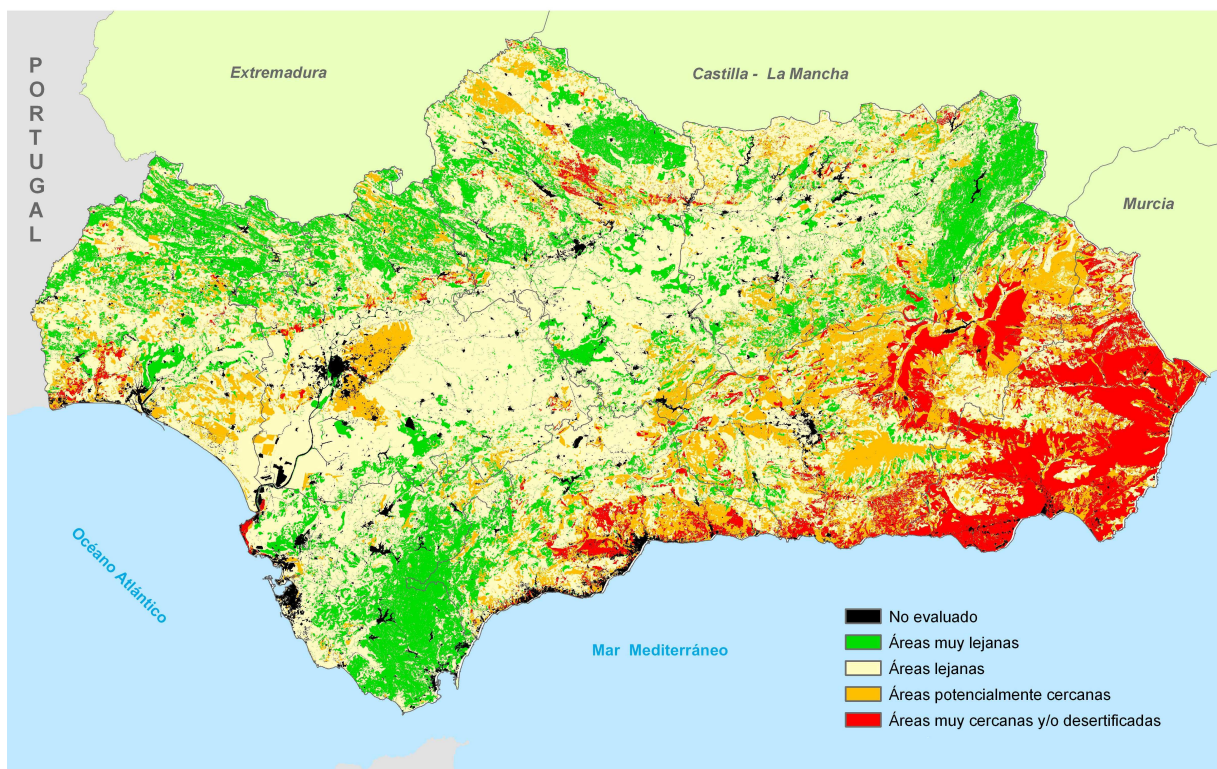 PORTUGAL
Extremadura
Castilla - La Mancha
Murcia
Océano Atlántico
Mar Mediterráneo
No evaluado
Áreas muy lejanas
Áreas lejanas
Áreas potencialmente cercanas
Áreas muy cercanas y/o desertificadas